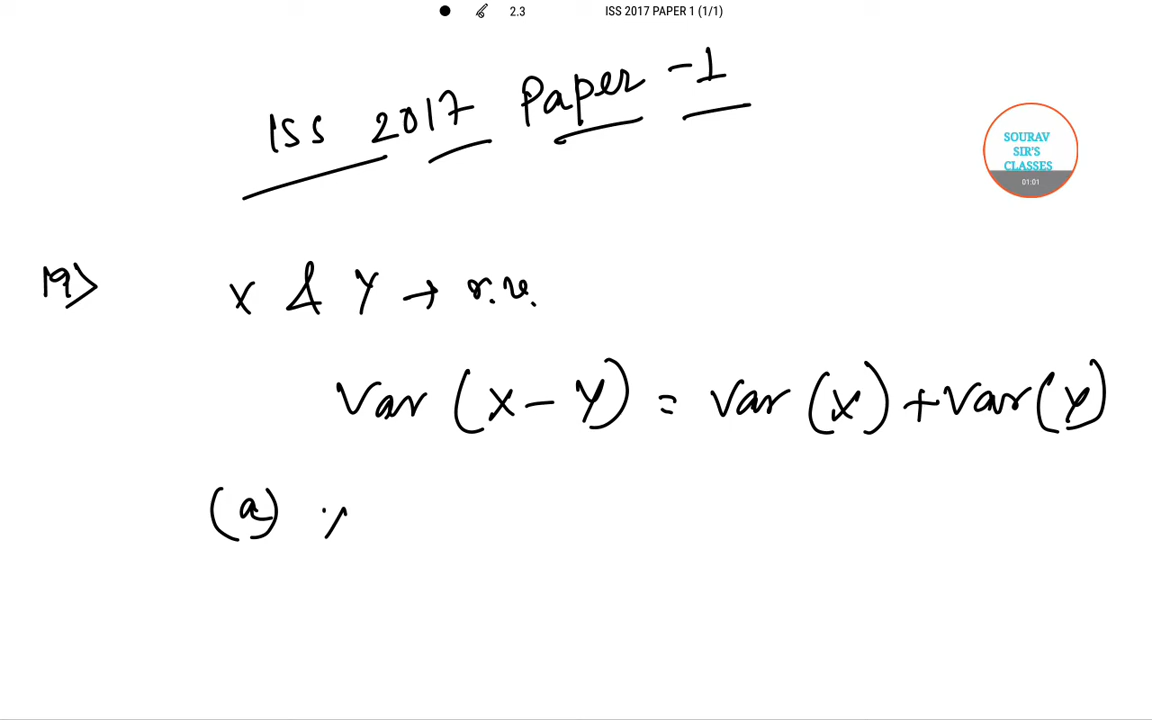 2.3 ISS 2017 PAPER 1 (1/1)
ISS 2017 Paper - 1
SOURAV
SIR'S
CLASSES
01:01
19> X & Y → r.v.
Var (X - Y) = Var (X) + Var (Y)
(a)